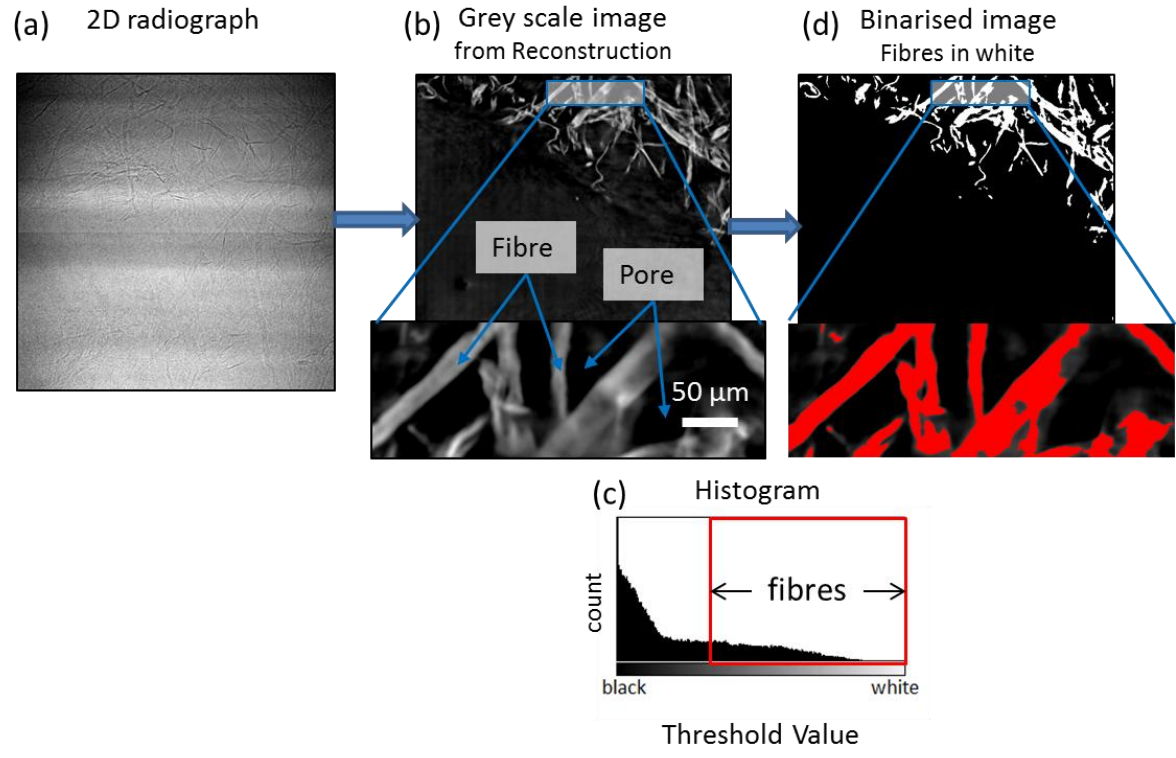 (a) 2D radiograph
(b) Grey scale image
from Reconstruction
(d) Binarised image
Fibres in white
Fibre
Pore
50 μm
(c) Histogram
count
fibres
black
white
Threshold Value